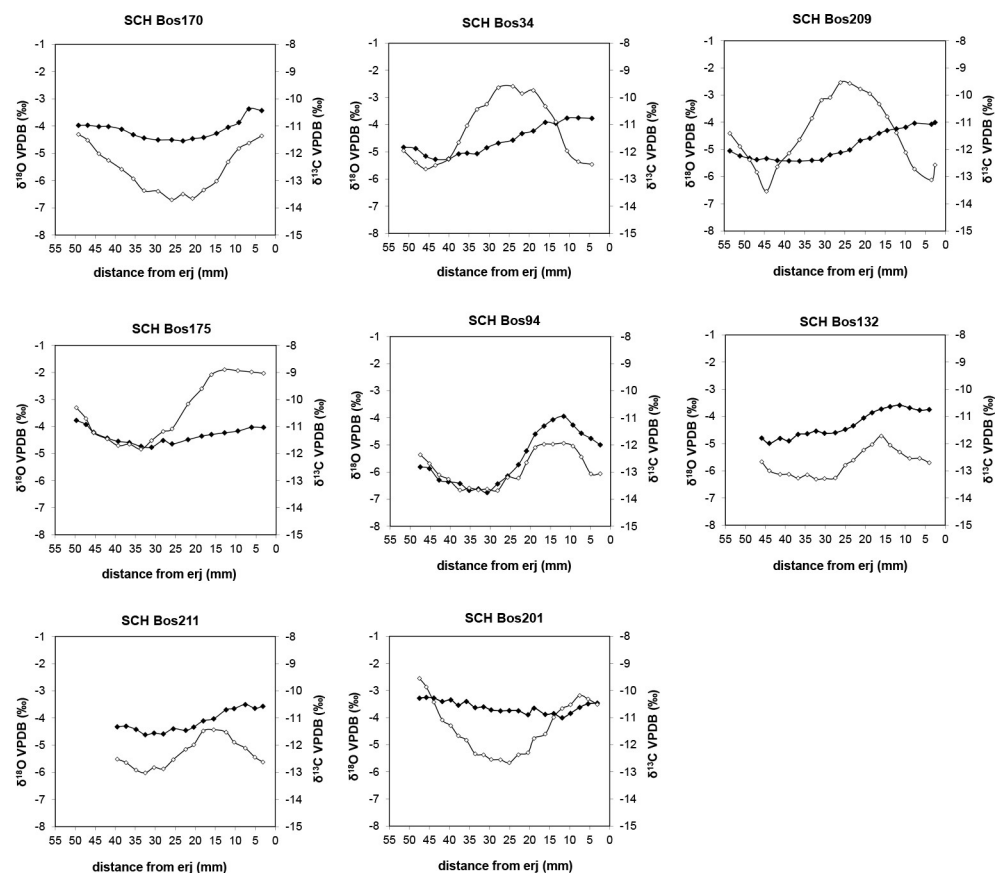 SCH Bos170
-1 -8
-2 -9
-3 -10
-4 -11
-5 -12
-6 -13
-7 -14
-8 -15
δ¹⁸O VPDB (‰)
δ¹³C VPDB (‰)
55 50 45 40 35 30 25 20 15 10 5 0
distance from erj (mm)
SCH Bos34
-1 -8
-2 -9
-3 -10
-4 -11
-5 -12
-6 -13
-7 -14
-8 -15
δ¹⁸O VPDB (‰)
δ¹³C VPDB (‰)
55 50 45 40 35 30 25 20 15 10 5 0
distance from erj (mm)
SCH Bos209
-1 -8
-2 -9
-3 -10
-4 -11
-5 -12
-6 -13
-7 -14
-8 -15
δ¹⁸O VPDB (‰)
δ¹³C VPDB (‰)
55 50 45 40 35 30 25 20 15 10 5 0
distance from erj (mm)
SCH Bos175
-1 -8
-2 -9
-3 -10
-4 -11
-5 -12
-6 -13
-7 -14
-8 -15
δ¹⁸O VPDB (‰)
δ¹³C VPDB (‰)
55 50 45 40 35 30 25 20 15 10 5 0
distance from erj (mm)
SCH Bos94
-1 -8
-2 -9
-3 -10
-4 -11
-5 -12
-6 -13
-7 -14
-8 -15
δ¹⁸O VPDB (‰)
δ¹³C VPDB (‰)
55 50 45 40 35 30 25 20 15 10 5 0
distance from erj (mm)
SCH Bos132
-1 -8
-2 -9
-3 -10
-4 -11
-5 -12
-6 -13
-7 -14
-8 -15
δ¹⁸O VPDB (‰)
δ¹³C VPDB (‰)
55 50 45 40 35 30 25 20 15 10 5 0
distance from erj (mm)
SCH Bos211
-1 -8
-2 -9
-3 -10
-4 -11
-5 -12
-6 -13
-7 -14
-8 -15
δ¹⁸O VPDB (‰)
δ¹³C VPDB (‰)
55 50 45 40 35 30 25 20 15 10 5 0
distance from erj (mm)
SCH Bos201
-1 -8
-2 -9
-3 -10
-4 -11
-5 -12
-6 -13
-7 -14
-8 -15
δ¹⁸O VPDB (‰)
δ¹³C VPDB (‰)
55 50 45 40 35 30 25 20 15 10 5 0
distance from erj (mm)